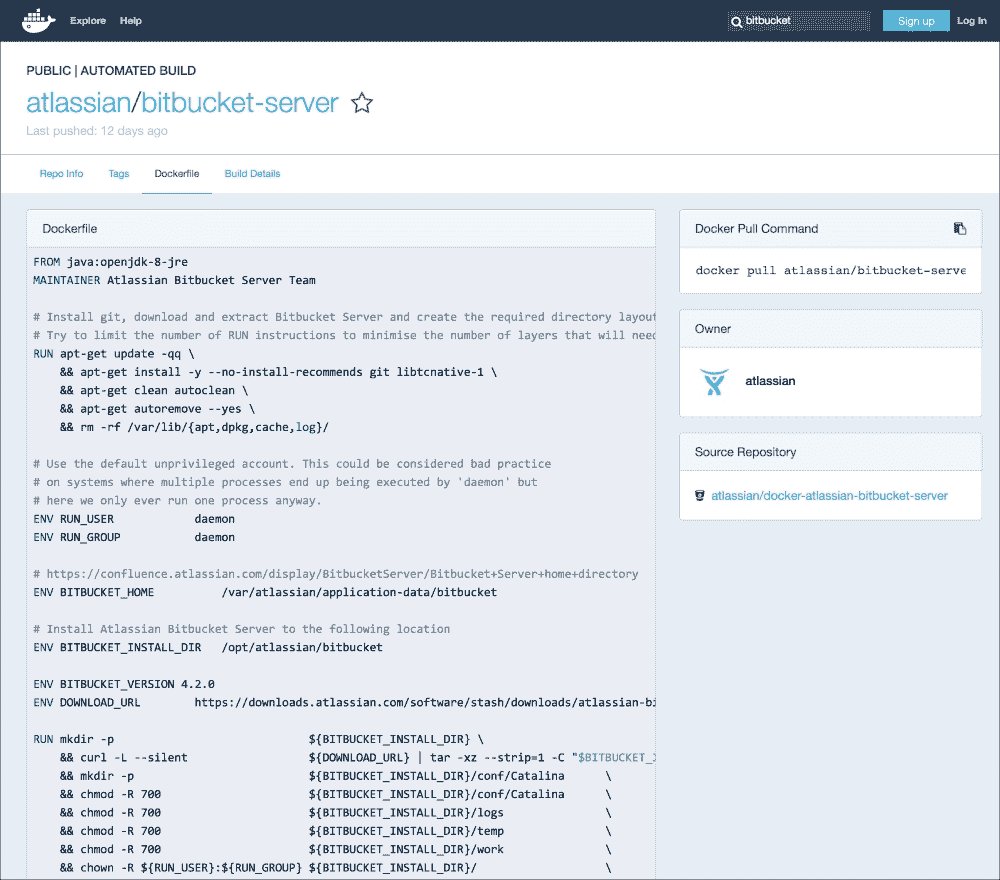 Explore Help bitbucket Sign up Log In
PUBLIC | AUTOMATED BUILD
atlassian/bitbucket-server
Last pushed: 12 days ago
Repo Info Tags Dockerfile Build Details
Dockerfile
FROM java:openjdk-8-jre
MAINTAINER Atlassian Bitbucket Server Team
# Install git, download and extract Bitbucket Server and create the required directory layout
# Try to limit the number of RUN instructions to minimise the number of layers that will need
RUN apt-get update -qq \
&& apt-get install -y --no-install-recommends git libtcnative-1 \
&& apt-get clean autoclean \
&& apt-get autoremove --yes \
&& rm -rf /var/lib/{apt,dpkg,cache,log}/
# Use the default unprivileged account. This could be considered bad practice
# on systems where multiple processes end up being executed by 'daemon' but
# here we only ever run one process anyway.
ENV RUN_USER daemon
ENV RUN_GROUP daemon
# https://confluence.atlassian.com/display/BitbucketServer/Bitbucket+Server+home+directory
ENV BITBUCKET_HOME /var/atlassian/application-data/bitbucket
# Install Atlassian Bitbucket Server to the following location
ENV BITBUCKET_INSTALL_DIR /opt/atlassian/bitbucket
ENV BITBUCKET_VERSION 4.2.0
ENV DOWNLOAD_URL https://downloads.atlassian.com/software/stash/downloads/atlassian-bi
RUN mkdir -p ${BITBUCKET_INSTALL_DIR} \
&& curl -L --silent ${DOWNLOAD_URL} | tar -xz --strip=1 -C "$BITBUCKET_I
&& mkdir -p ${BITBUCKET_INSTALL_DIR}/conf/Catalina \
&& chmod -R 700 ${BITBUCKET_INSTALL_DIR}/conf/Catalina \
&& chmod -R 700 ${BITBUCKET_INSTALL_DIR}/logs \
&& chmod -R 700 ${BITBUCKET_INSTALL_DIR}/temp \
&& chmod -R 700 ${BITBUCKET_INSTALL_DIR}/work \
&& chown -R ${RUN_USER}:${RUN_GROUP} ${BITBUCKET_INSTALL_DIR}/ \
Docker Pull Command
docker pull atlassian/bitbucket-serve
Owner
atlassian
Source Repository
atlassian/docker-atlassian-bitbucket-server